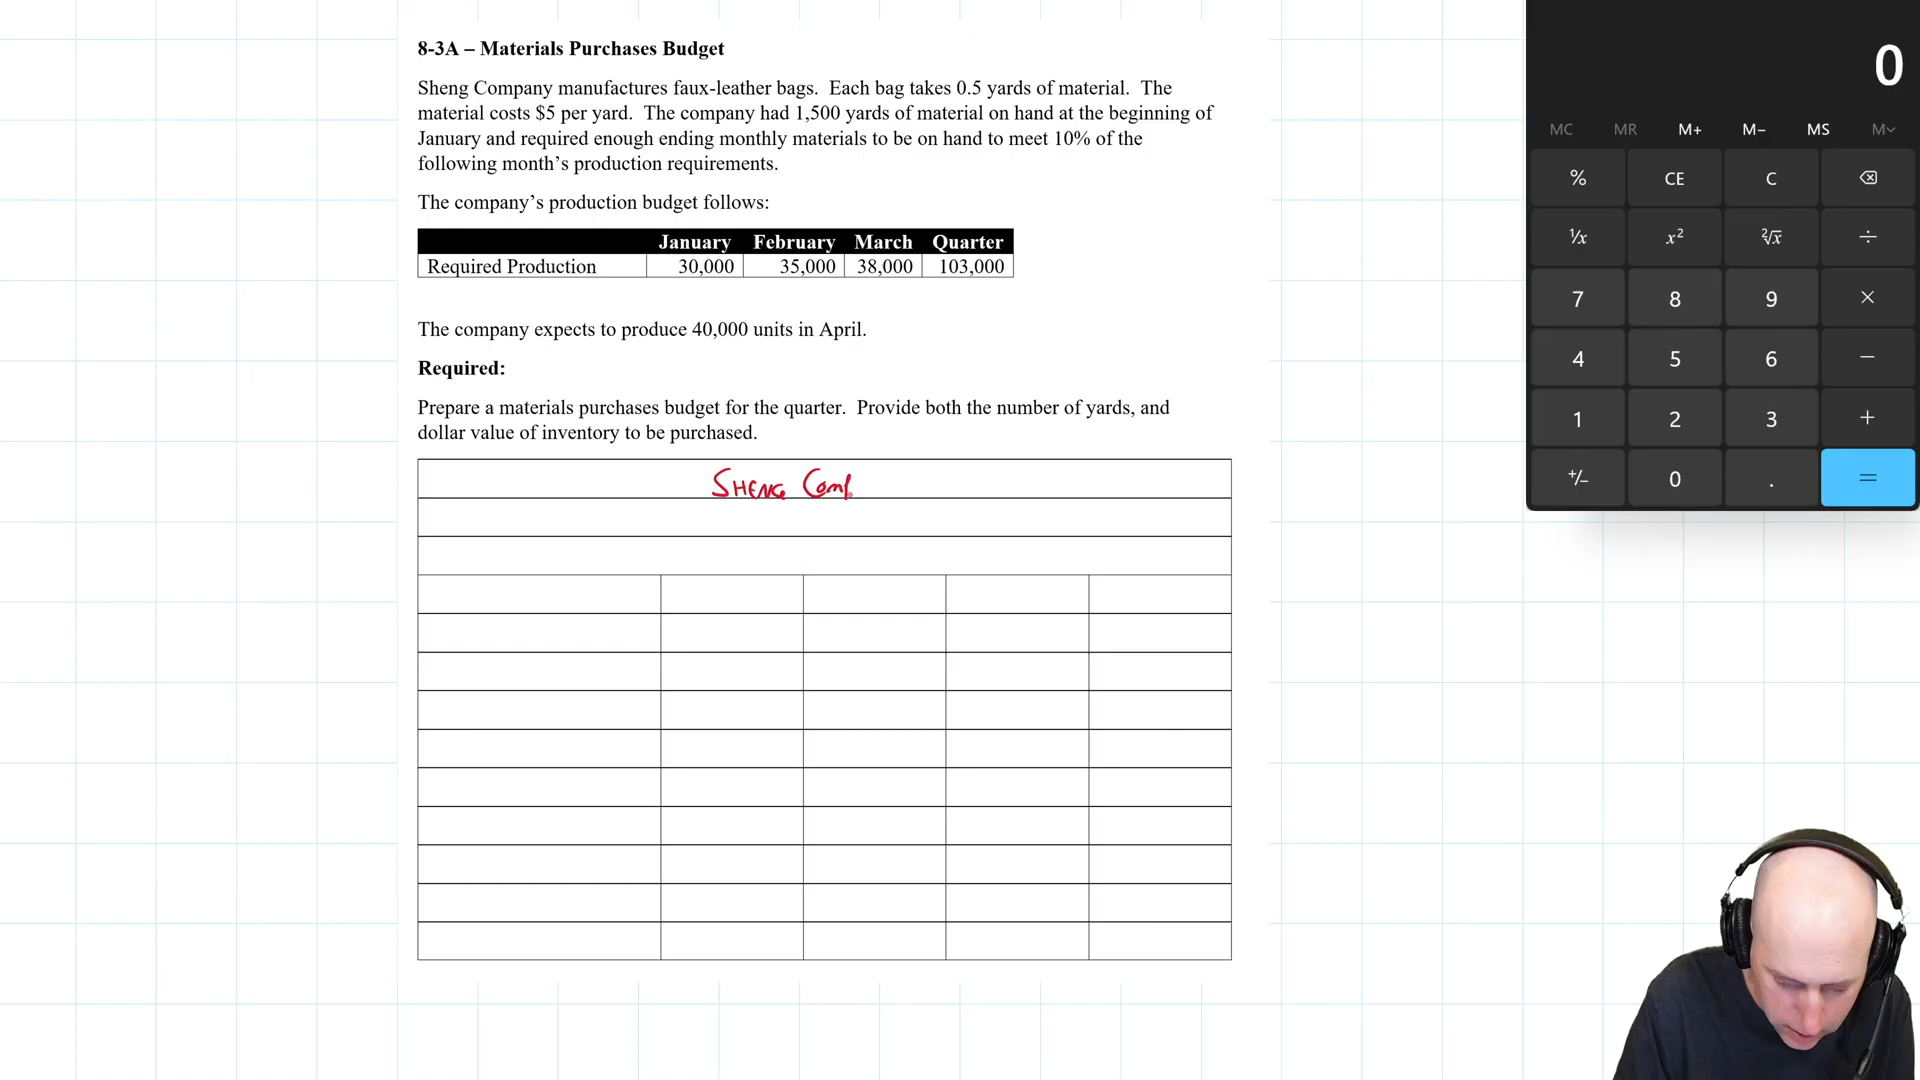 8-3A – Materials Purchases Budget
Sheng Company manufactures faux-leather bags.  Each bag takes 0.5 yards of material.  The
material costs $5 per yard.  The company had 1,500 yards of material on hand at the beginning of
January and required enough ending monthly materials to be on hand to meet 10% of the
following month’s production requirements.
The company’s production budget follows:
January February March Quarter
Required Production 30,000 35,000 38,000 103,000
The company expects to produce 40,000 units in April.
Required:
Prepare a materials purchases budget for the quarter.  Provide both the number of yards, and
dollar value of inventory to be purchased.
SHENG Comp
0
MC MR M+ M− MS M˅
% CE C ⌫
¹/x x² ²√x ÷
7 8 9 ×
4 5 6 −
1 2 3 +
+/− 0 . =